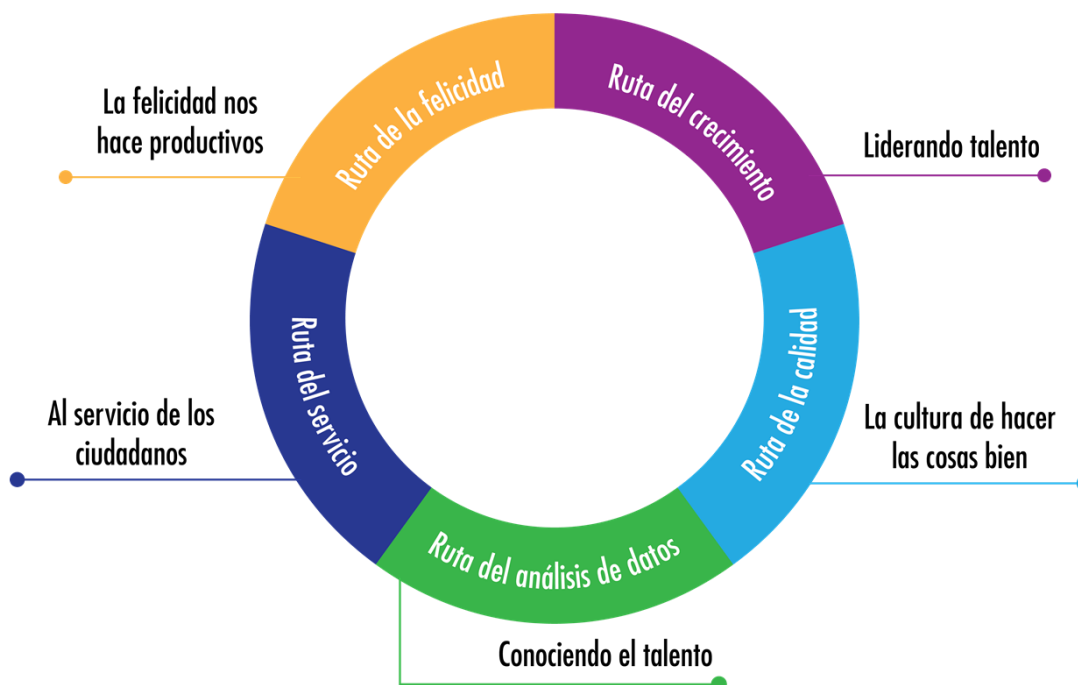 Ruta de la felicidad
La felicidad nos
hace productivos
Ruta del crecimiento
Liderando talento
Ruta de la calidad
La cultura de hacer
las cosas bien
Ruta del análisis de datos
Conociendo el talento
Ruta del servicio
Al servicio de los
ciudadanos